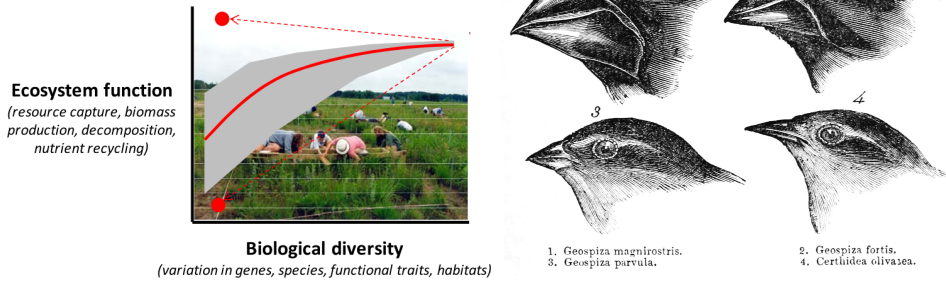 Ecosystem function
(resource capture, biomass
production, decomposition,
nutrient recycling)
Biological diversity
(variation in genes, species, functional traits, habitats)
3
4
1. Geospiza magnirostris.
2. Geospiza fortis.
3. Geospiza parvula.
4. Certhidea olivasea.